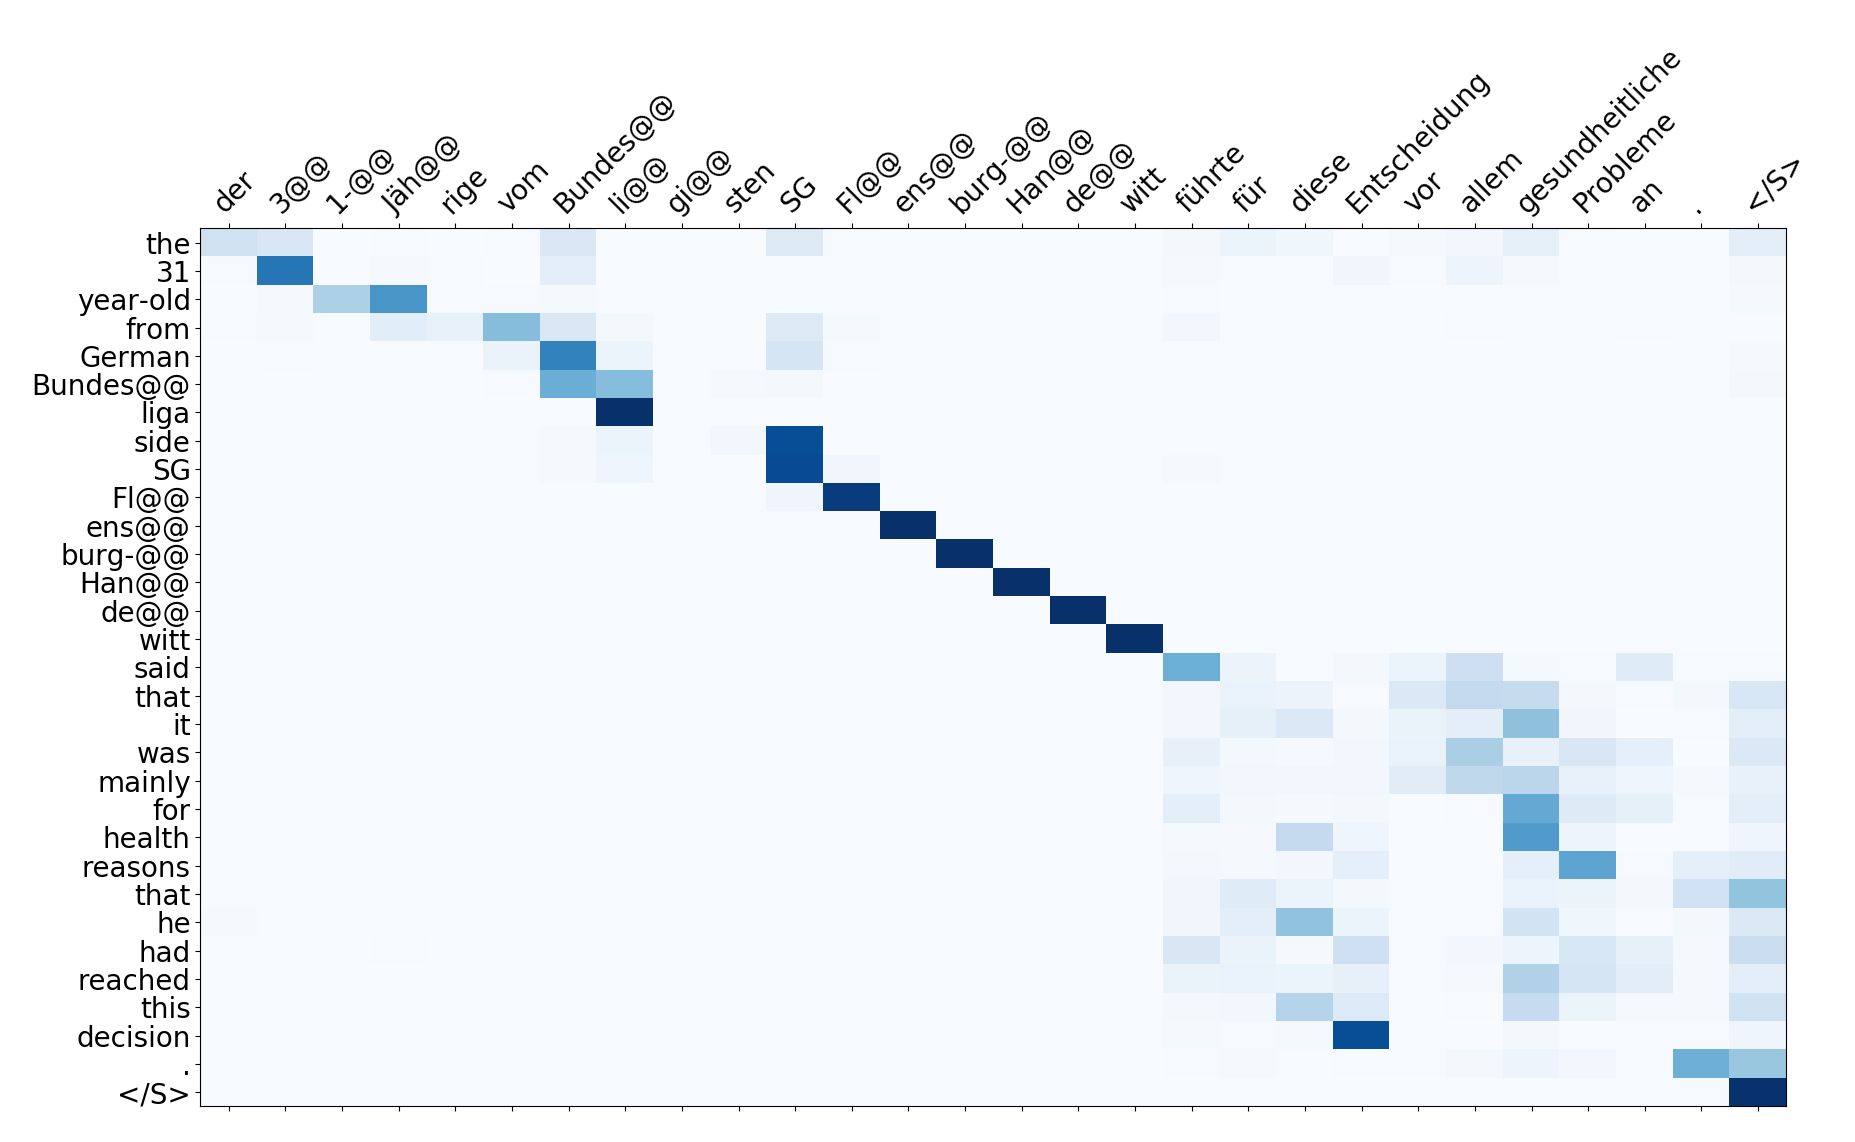 der 3@@ 1-@@ Jäh@@ rige vom Bundes@@ li@@ gi@@ sten SG Fl@@ ens@@ burg-@@ Han@@ de@@ witt führte für diese Entscheidung vor allem gesundheitliche Probleme an . </S>
the
31
year-old
from
German
Bundes@@
liga
side
SG
Fl@@
ens@@
burg-@@
Han@@
de@@
witt
said
that
it
was
mainly
for
health
reasons
that
he
had
reached
this
decision
.
</S>